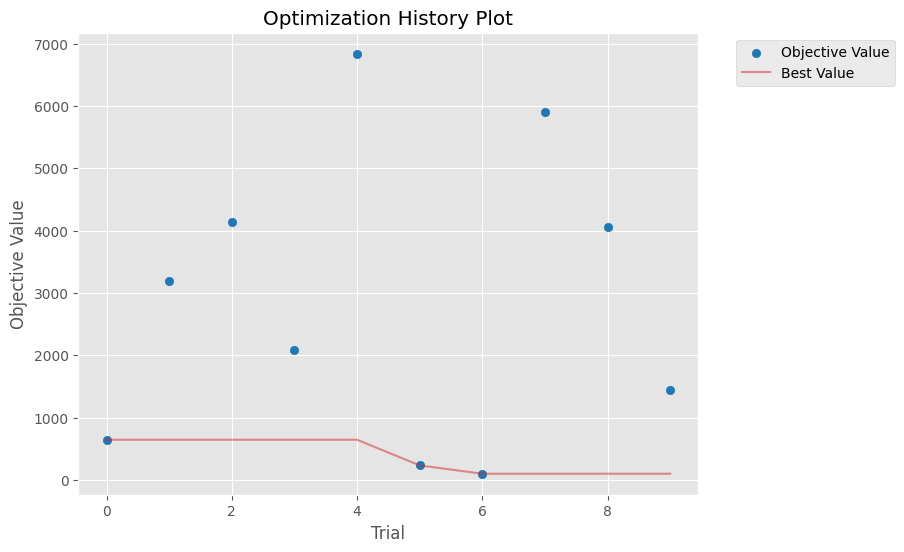 Optimization History Plot
Objective Value
Best Value
7000
6000
5000
4000
3000
2000
1000
0
Objective Value
0 2 4 6 8
Trial